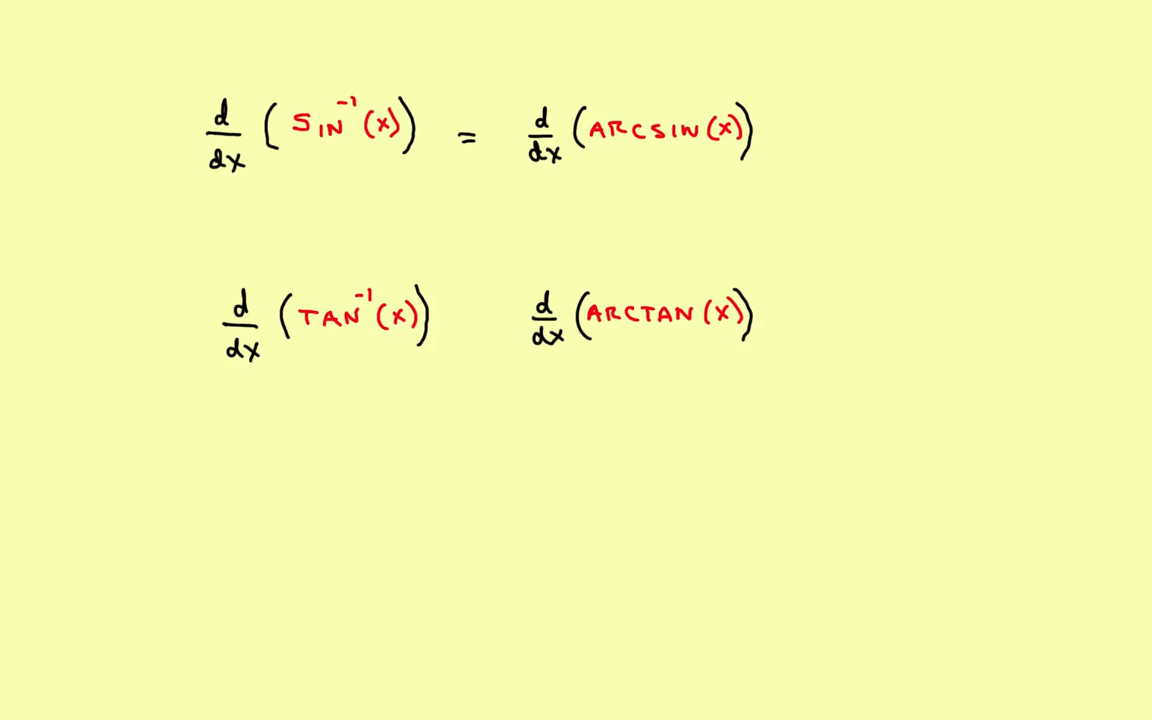 d/dx (SIN⁻¹(x)) = d/dx (ARCSIN(x))
d/dx (TAN⁻¹(x)) d/dx (ARCTAN(x))